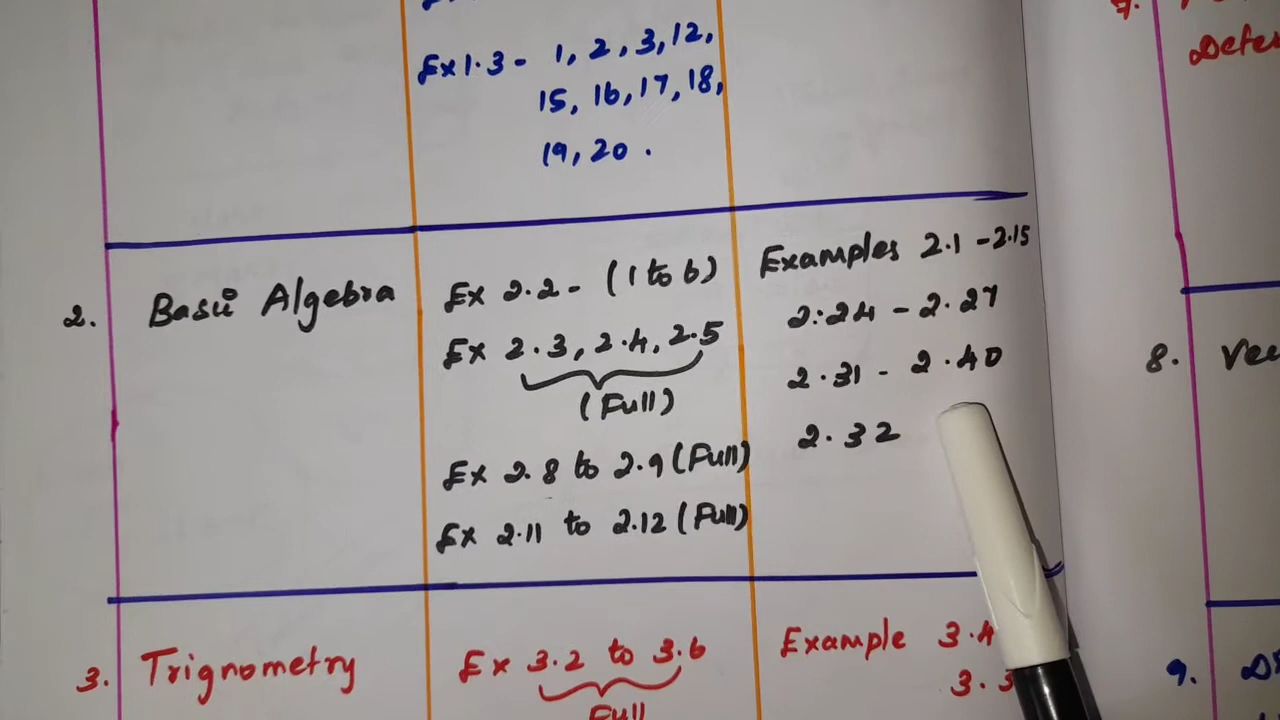 Ex 1.3 - 1, 2, 3, 12,
15, 16, 17, 18,
19, 20.
2. Basic Algebra
Ex 2.2 - (1 to 6)
Ex 2.3, 2.4, 2.5
(Full)
Ex 2.8 to 2.9 (Full)
Ex 2.11 to 2.12 (Full)
Examples 2.1 - 2.15
2.24 - 2.27
2.31 - 2.40
2.32
3. Trignometry
Ex 3.2 to 3.6
Full
Example 3.4
3.3
7.
8.
9.